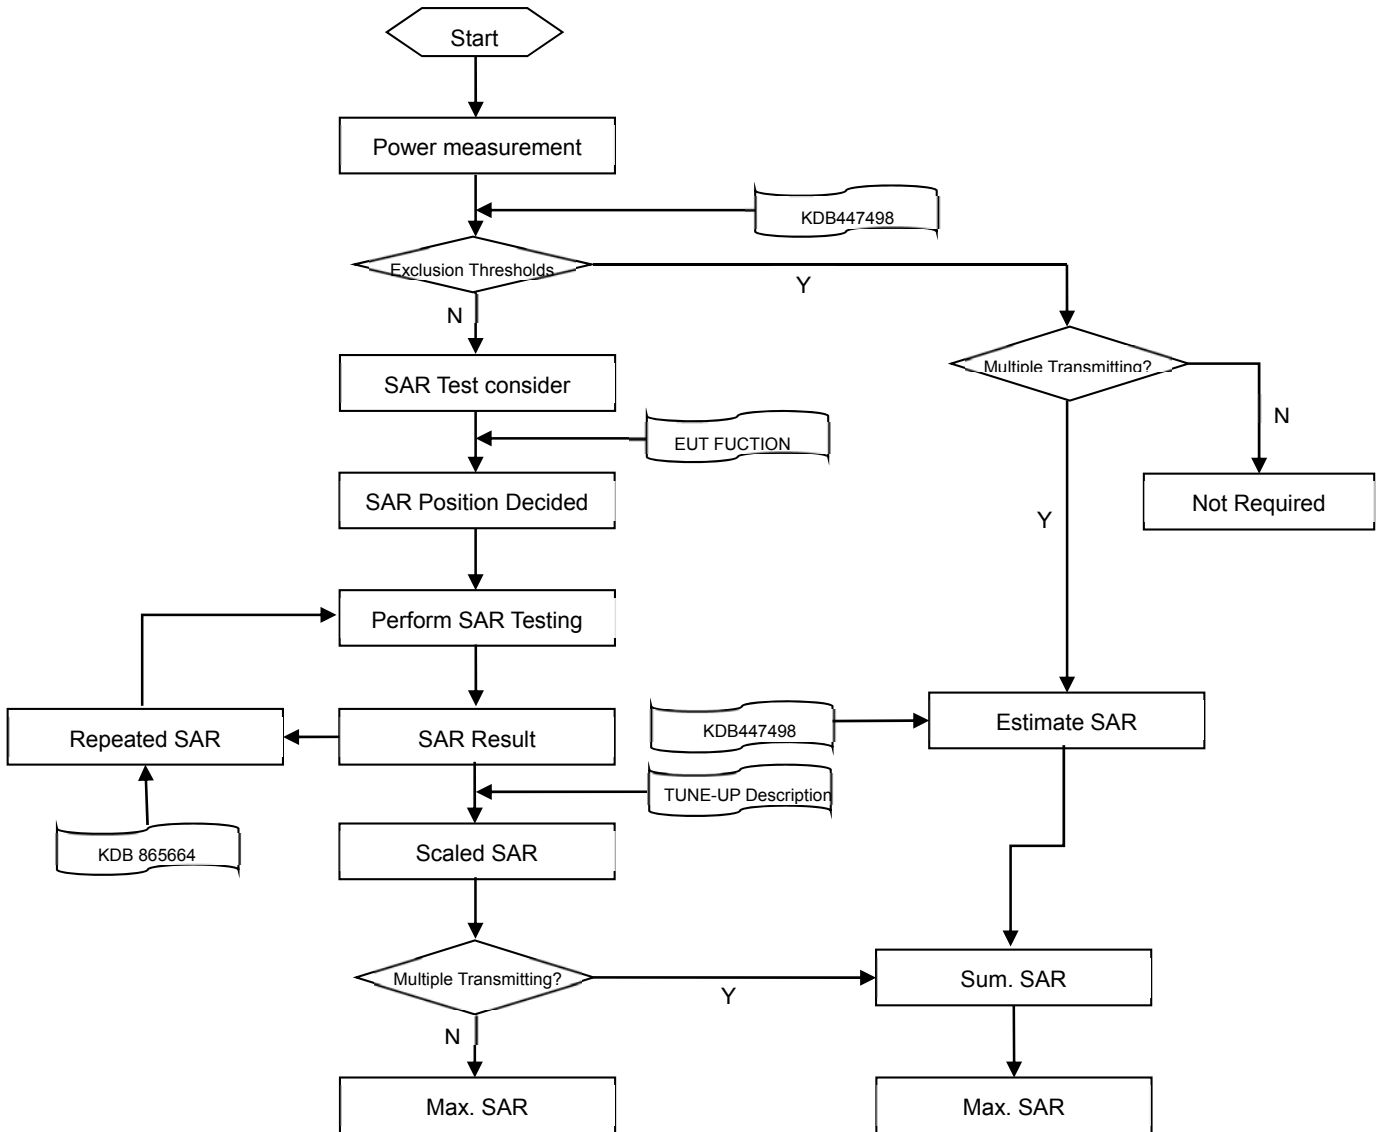 Start
Power measurement
KDB447498
Exclusion Thresholds
Y
N
Multiple Transmitting?
SAR Test consider
N
EUT FUCTION
SAR Position Decided
Not Required
Y
Perform SAR Testing
Repeated SAR
SAR Result
KDB447498
Estimate SAR
TUNE-UP Description
KDB 865664
Scaled SAR
Multiple Transmitting?
Y
Sum. SAR
N
Max. SAR
Max. SAR